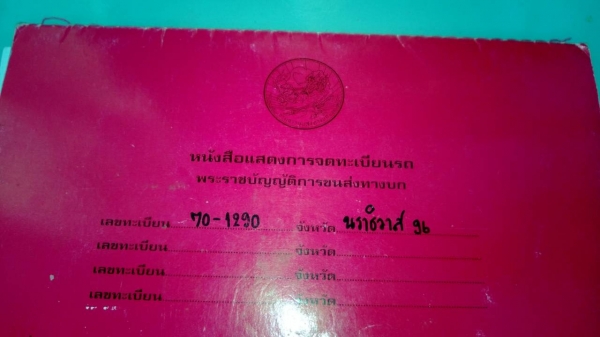 หนังสือแสดงการจดทะเบียนรถ
พระราชบัญญัติการขนส่งทางบก
เลขทะเบียน 70-1290 จังหวัด นราธิวาส 96
เลขทะเบียน จังหวัด
เลขทะเบียน จังหวัด
เลขทะเบียน จังหวัด